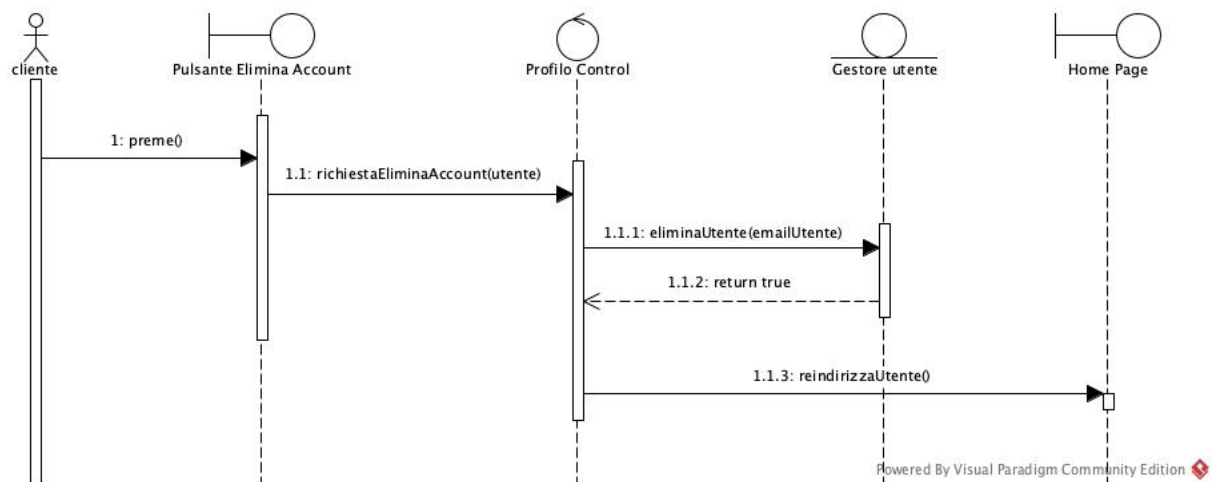 cliente
Pulsante Elimina Account
Profilo Control
Gestore utente
Home Page
1: preme()
1.1: richiestaEliminaAccount(utente)
1.1.1: eliminaUtente(emailUtente)
1.1.2: return true
1.1.3: reindirizzaUtente()
Powered By Visual Paradigm Community Edition